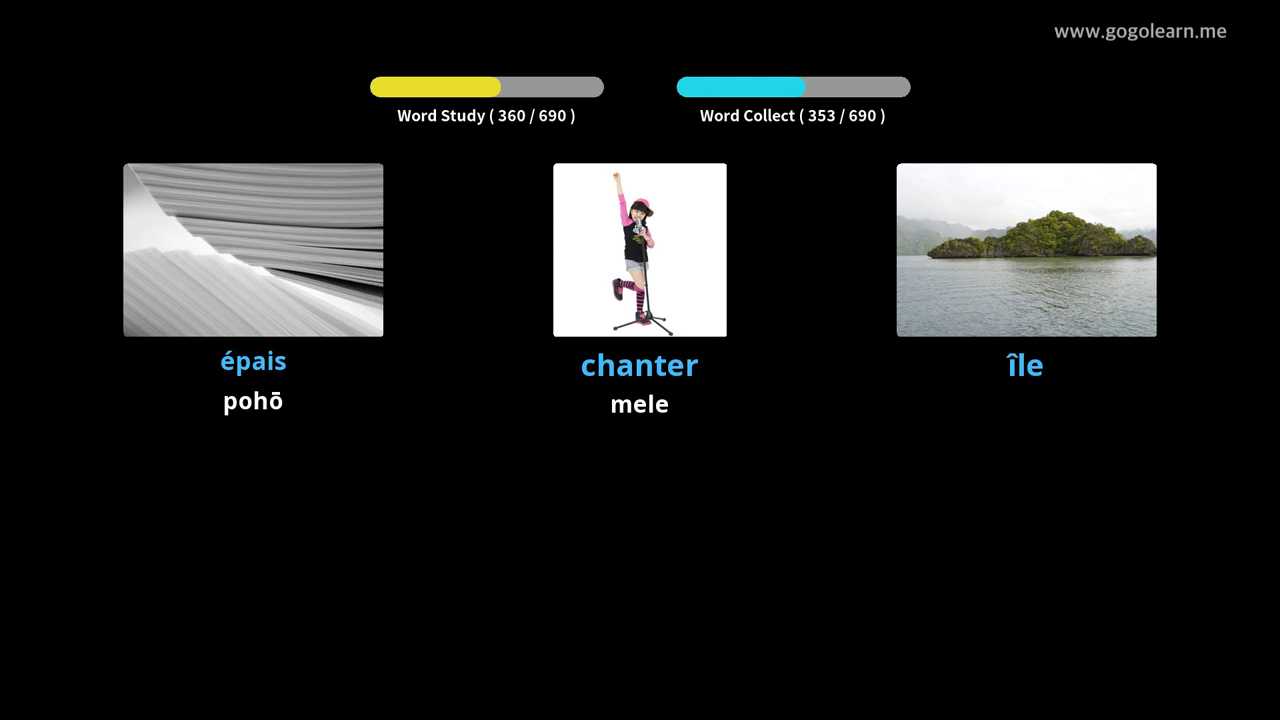 www.gogolearn.me
Word Study ( 360 / 690 )
Word Collect ( 353 / 690 )
épais
pohō
chanter
mele
île